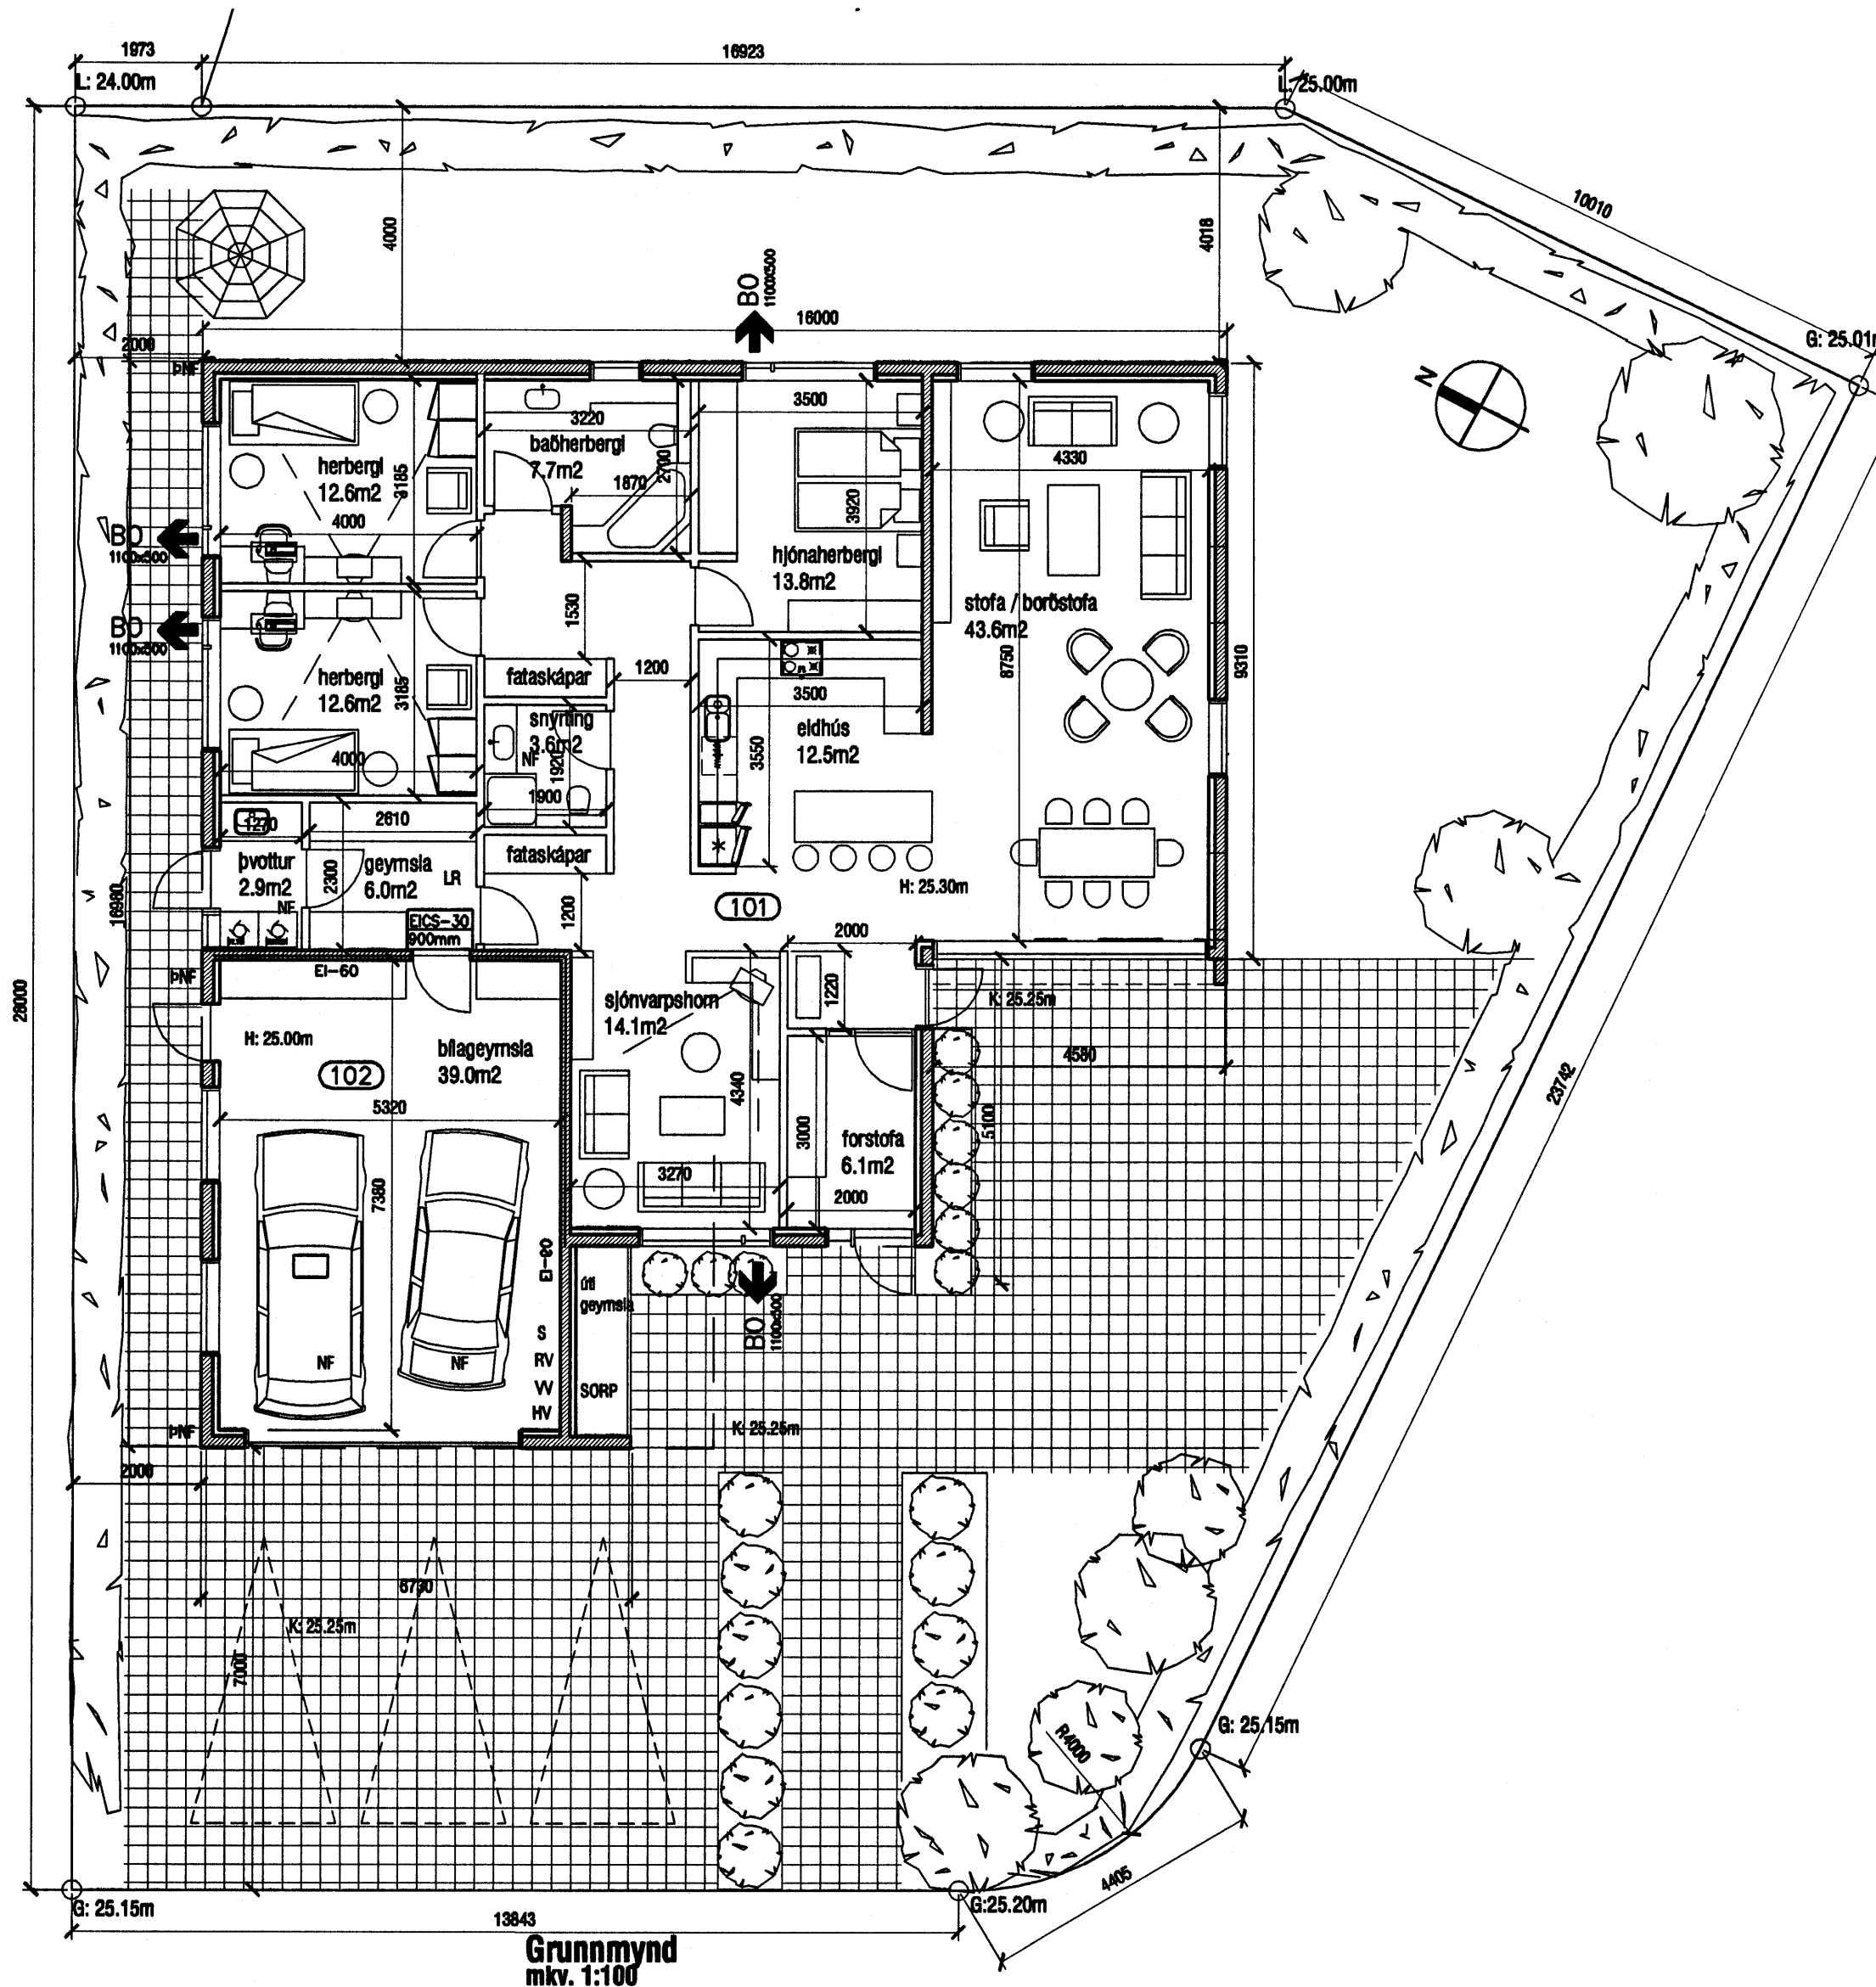 1973
16923
L: 24.00m
L: 25.00m
10010
4000
4018
BO
1100x500
16000
G: 25.01m
2000
ÞNF
N
3500
3220
baðherbergi
7.7m2
2700
1870
4330
herbergi
12.6m2
3185
4000
3920
BO
1100x500
hjónaherbergi
13.8m2
stofa / borðstofa
43.6m2
1530
BO
1100x500
8750
9310
1200
fataskápar
herbergi
12.6m2
3185
3500
snyrting
3.6m2
NF
1920
eldhús
12.5m2
3550
4000
1900
1270
2610
fataskápar
þvottur
2.9m2
NF
2300
geymsla
6.0m2
LR
H: 25.30m
101
16980
1200
EICS-30
900mm
2000
EI-60
ÞNF
sjónvarpshorn
14.1m2
1220
K: 25.25m
28000
H: 25.00m
102
bílageymsla
39.0m2
4580
4340
5320
5100
23742
3000
forstofa
6.1m2
7380
3270
2000
EI-60
úti
geymsla
BO
1100x500
S
RV
VV
HV
NF
NF
SORP
ÞNF
K: 25.25m
2000
6730
K: 25.25m
7000
R4000
G: 25.15m
4405
G: 25.15m
G:25.20m
13843
Grunnmynd
mkv. 1:100